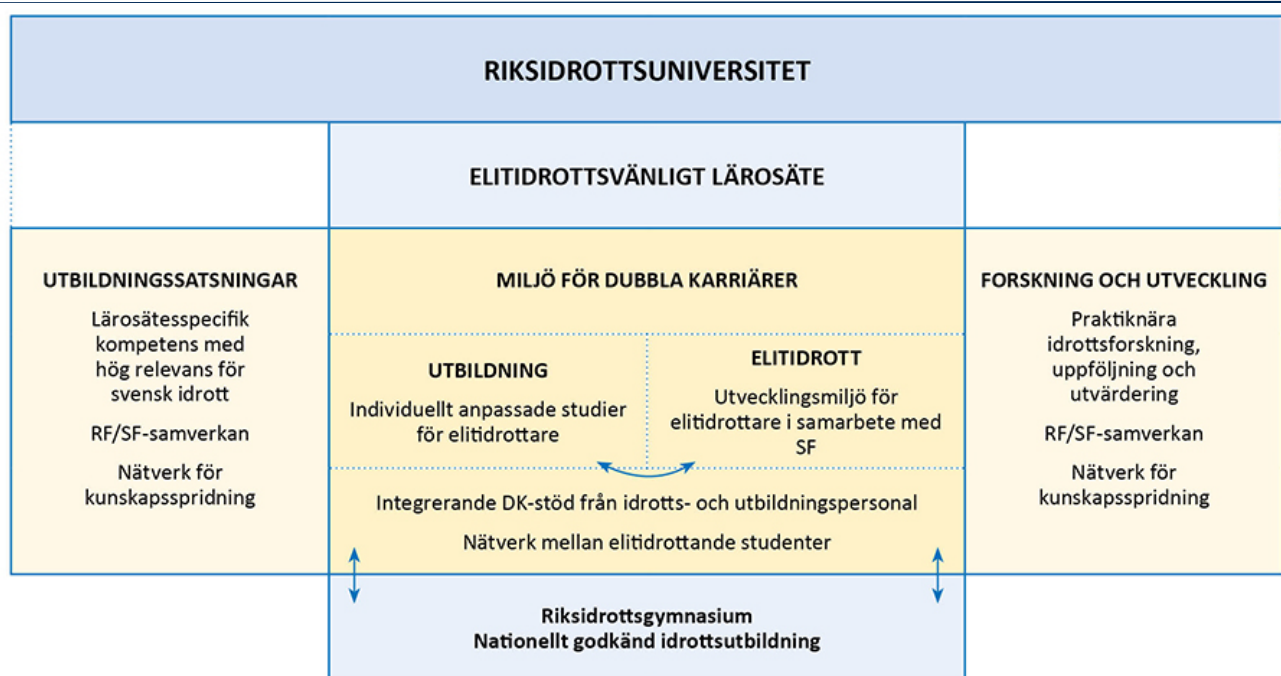 RIKSIDROTTSUNIVERSITET
ELITIDROTTSVÄNLIGT LÄROSÄTE
UTBILDNINGSSATSNINGAR
Lärosätesspecifik
kompetens med
hög relevans för
svensk idrott
RF/SF-samverkan
Nätverk för
kunskapsspridning
MILJÖ FÖR DUBBLA KARRIÄRER
UTBILDNING
Individuellt anpassade studier
för elitidrottare
ELITIDROTT
Utvecklingsmiljö för
elitidrottare i samarbete med
SF
Integrerande DK-stöd från idrotts- och utbildningspersonal
Nätverk mellan elitidrottande studenter
FORSKNING OCH UTVECKLING
Praktiknära
idrottsforskning,
uppföljning och
utvärdering
RF/SF-samverkan
Nätverk för
kunskapsspridning
Riksidrottsgymnasium
Nationellt godkänd idrottsutbildning